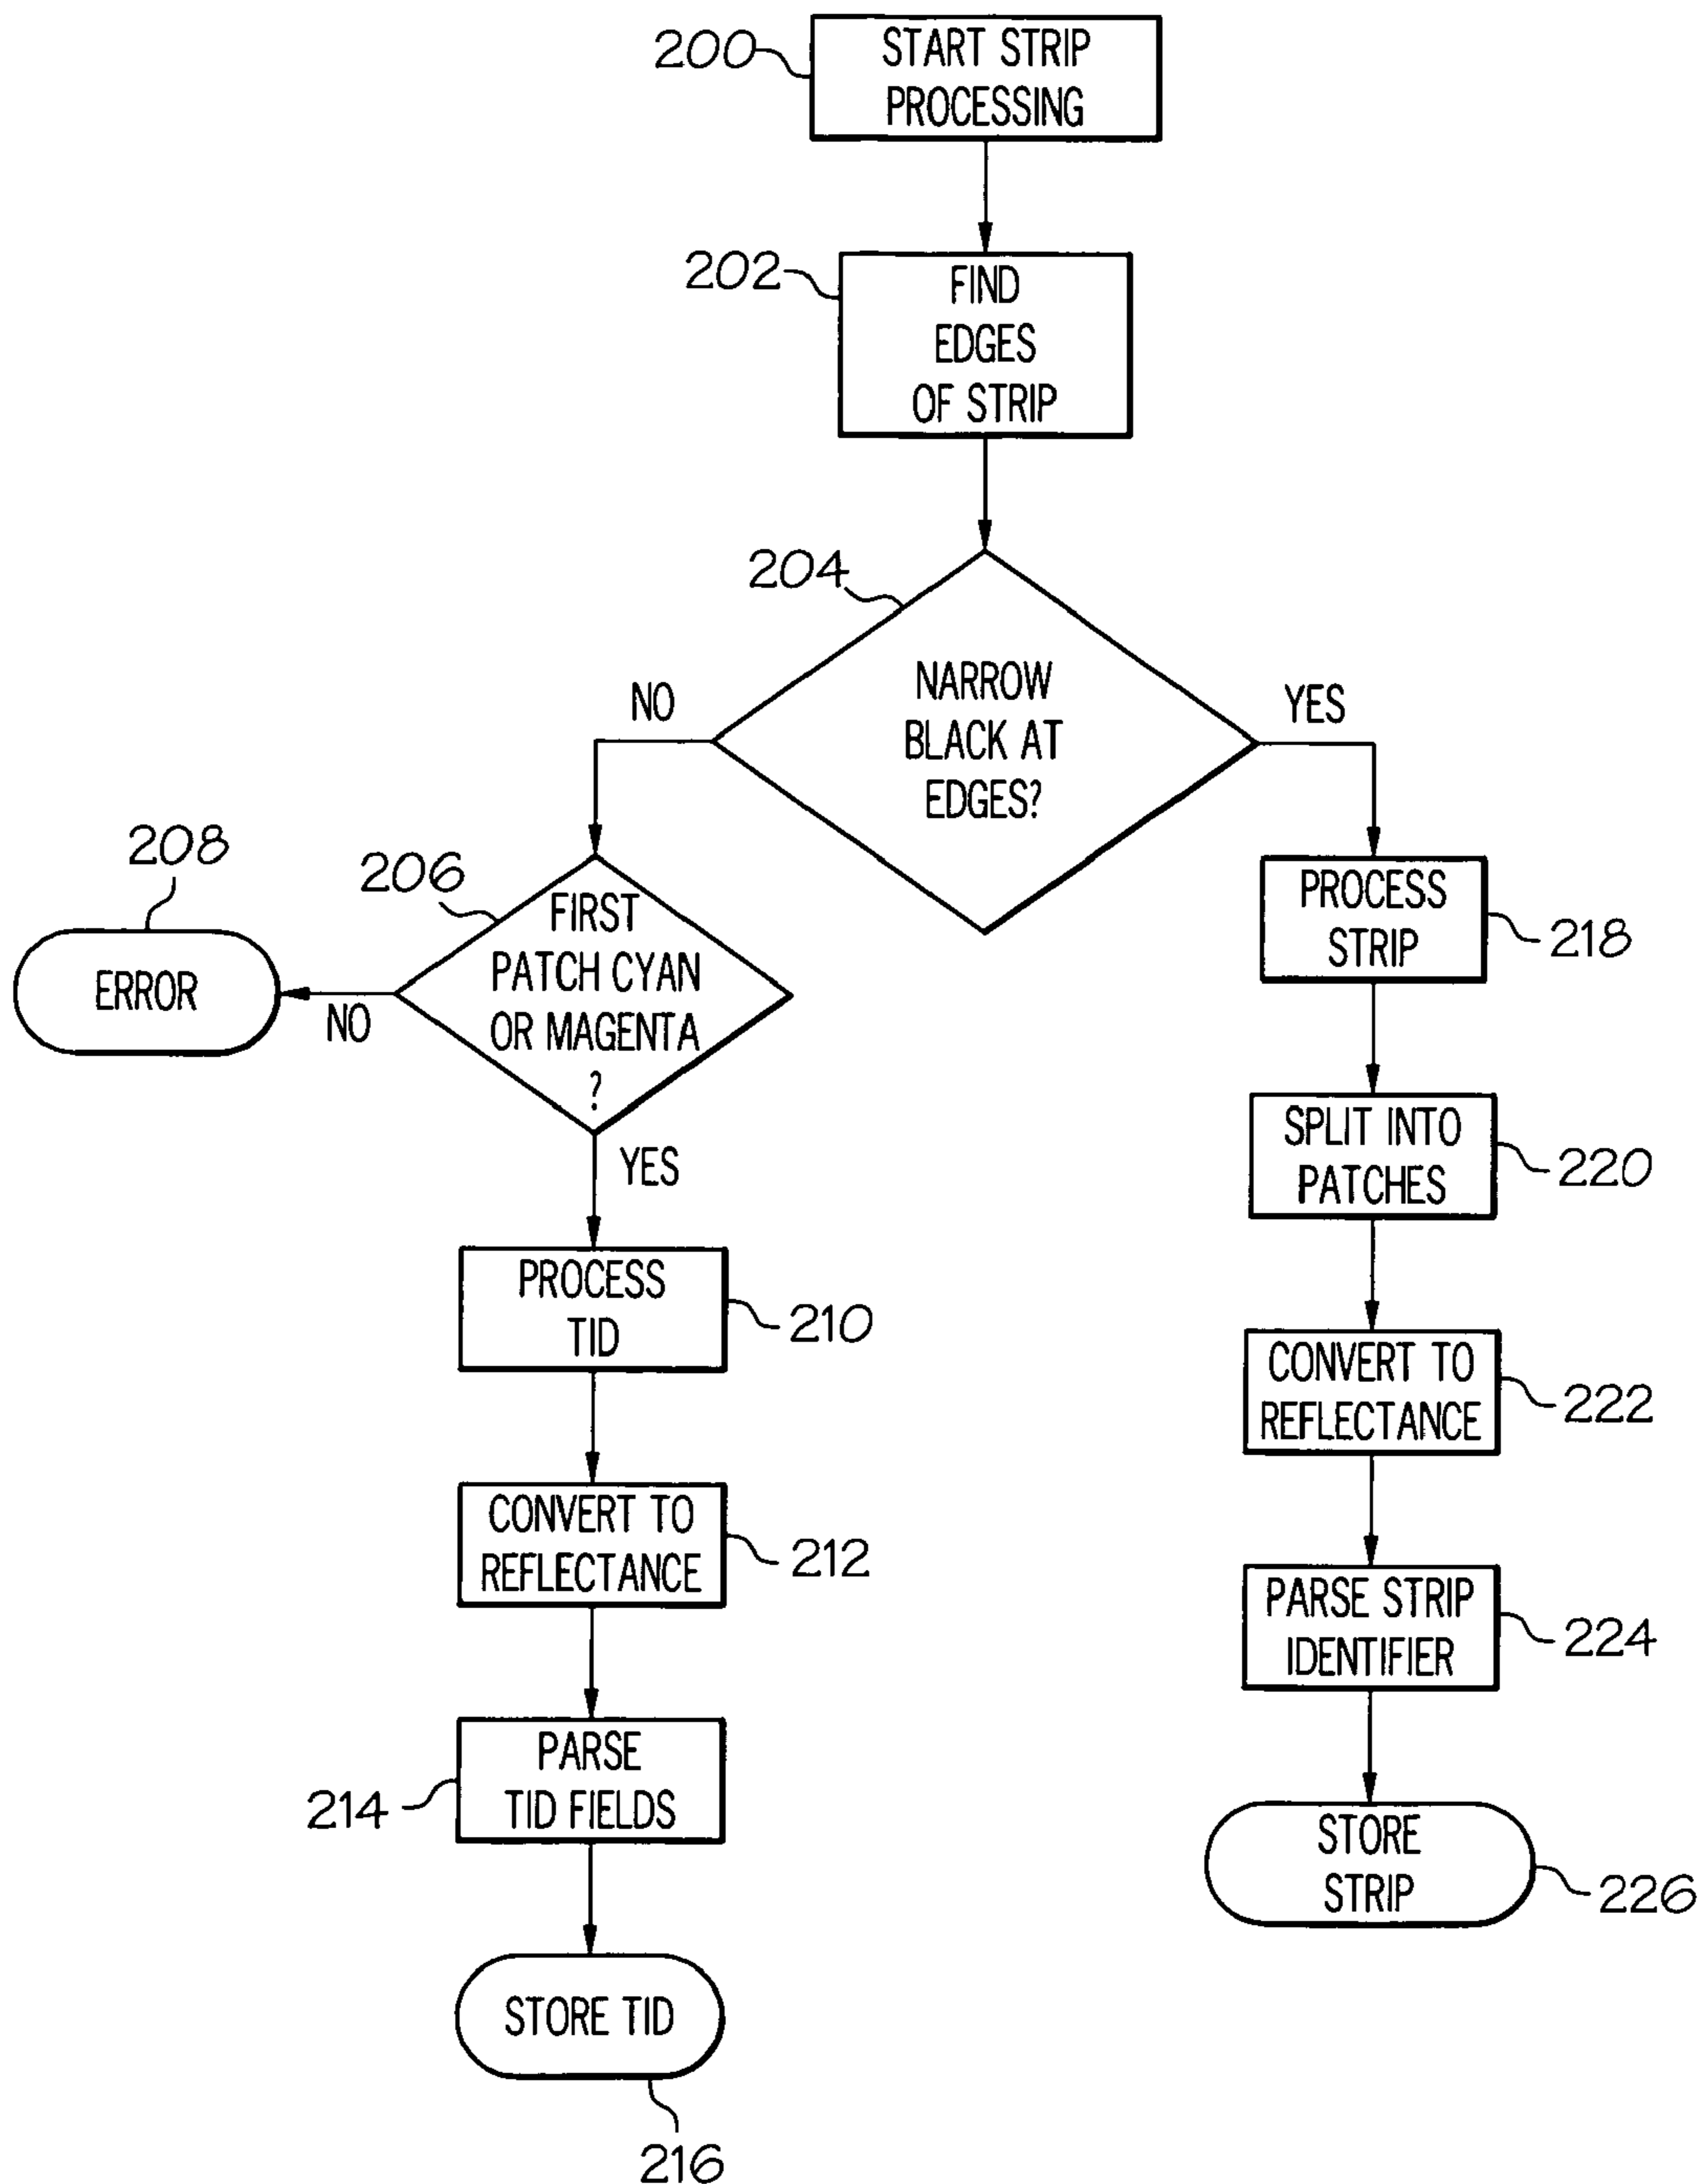 200
START STRIP
PROCESSING
202
FIND
EDGES
OF STRIP
204
NARROW
BLACK AT
EDGES?
NO
YES
208
ERROR
206
FIRST
PATCH CYAN
OR MAGENTA
?
NO
YES
PROCESS
STRIP
218
SPLIT INTO
PATCHES
220
PROCESS
TID
210
CONVERT TO
REFLECTANCE
222
CONVERT TO
REFLECTANCE
212
PARSE STRIP
IDENTIFIER
224
PARSE
TID FIELDS
214
STORE
STRIP
226
STORE TID
216